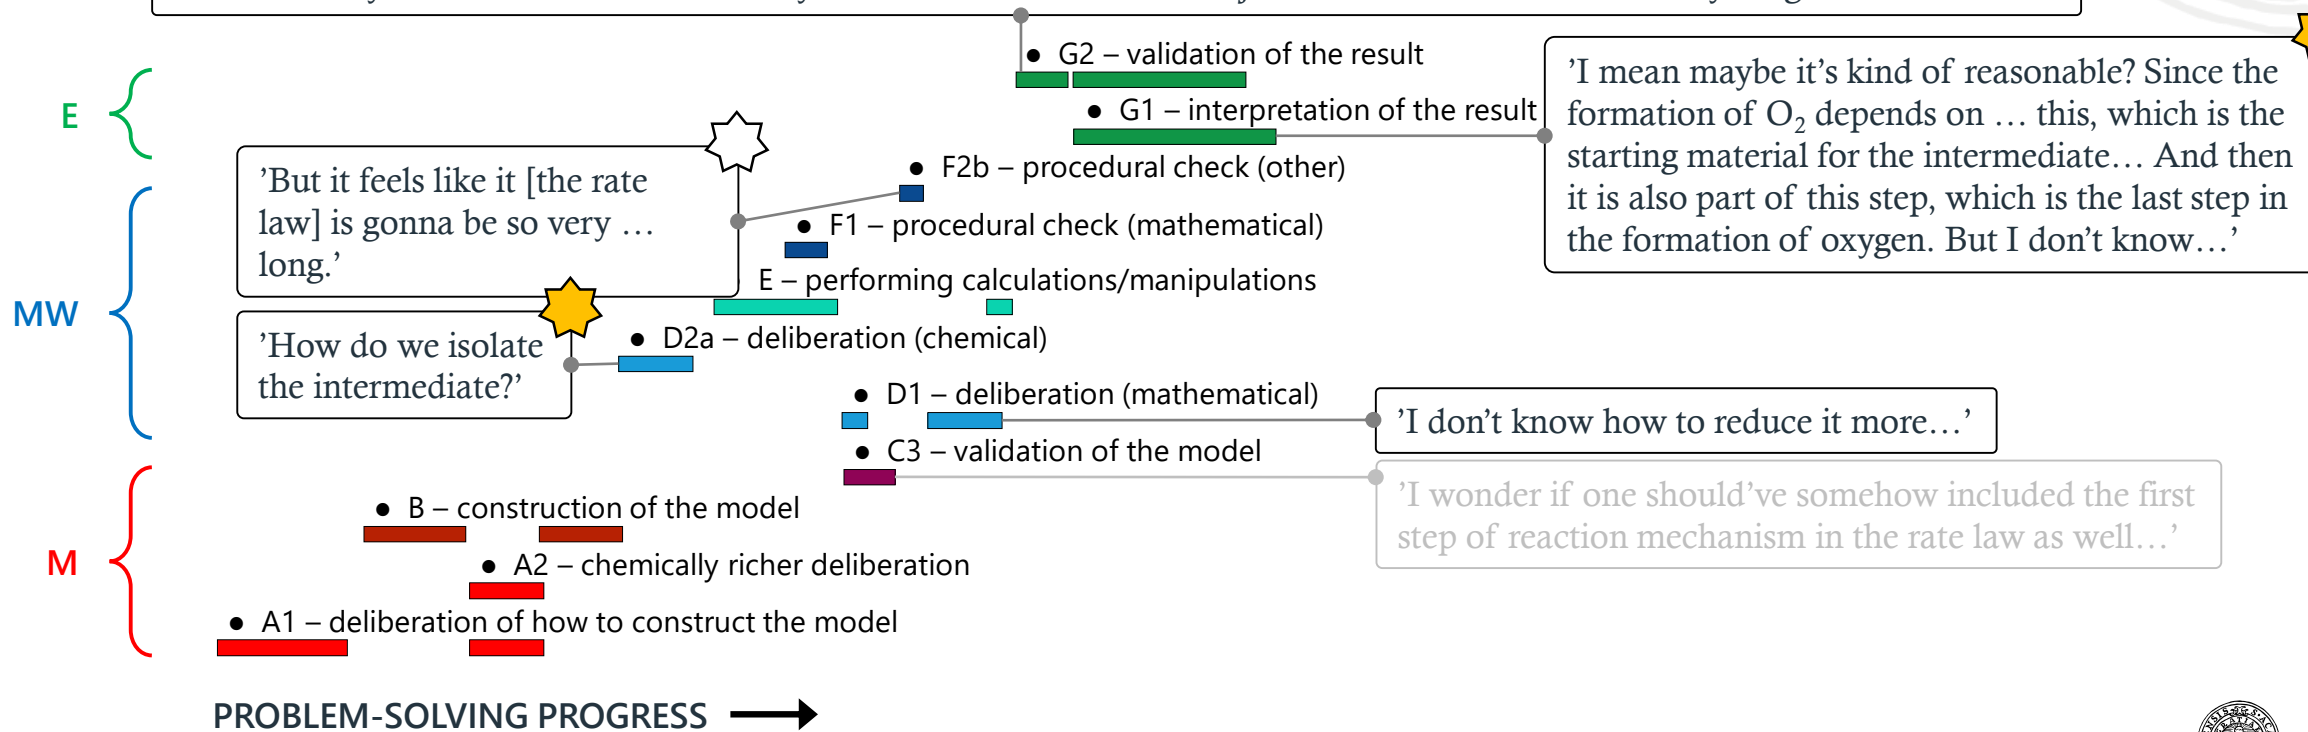 G2 – validation of the result
G1 – interpretation of the result
E
’I mean maybe it’s kind of reasonable? Since the
formation of O₂ depends on … this, which is the
starting material for the intermediate… And then
it is also part of this step, which is the last step in
the formation of oxygen. But I don’t know…’
F2b – procedural check (other)
’But it feels like it [the rate
law] is gonna be so very …
long.’
F1 – procedural check (mathematical)
E – performing calculations/manipulations
MW
’How do we isolate
the intermediate?’
D2a – deliberation (chemical)
D1 – deliberation (mathematical)
’I don’t know how to reduce it more…’
C3 – validation of the model
’I wonder if one should’ve somehow included the first
step of reaction mechanism in the rate law as well…’
B – construction of the model
A2 – chemically richer deliberation
M
A1 – deliberation of how to construct the model
PROBLEM-SOLVING PROGRESS